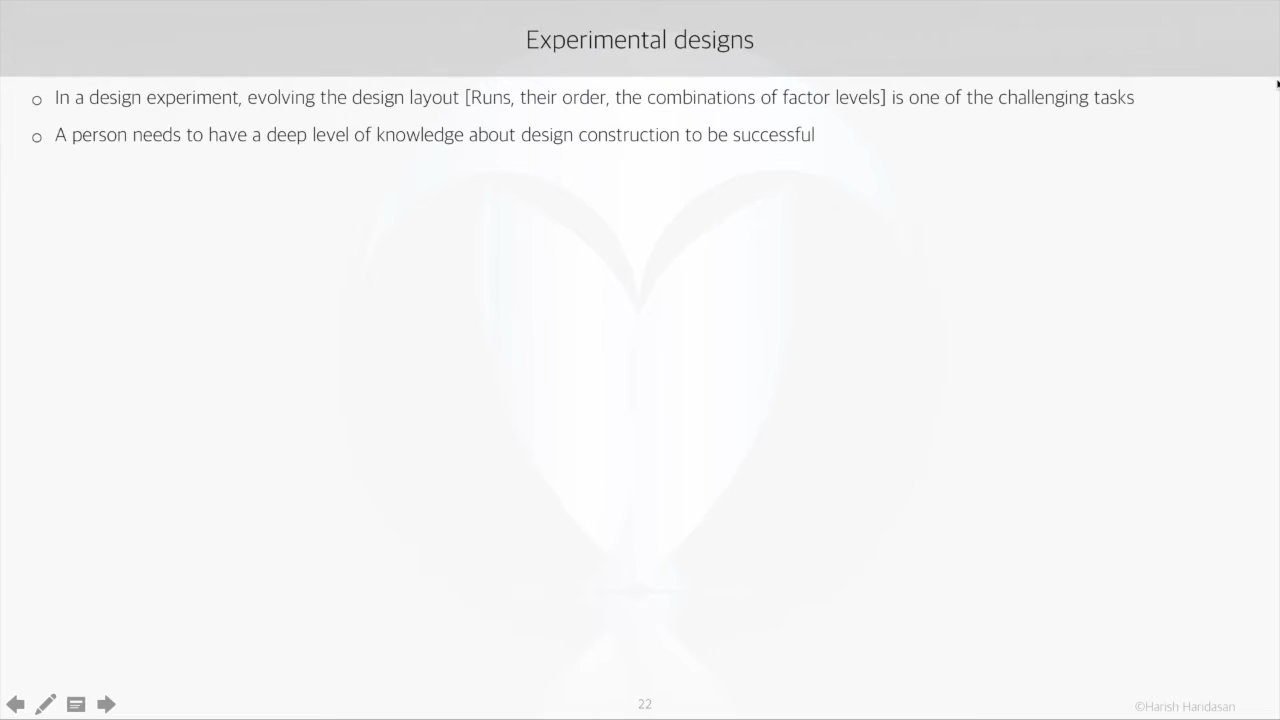 Experimental designs
o In a design experiment, evolving the design layout [Runs, their order, the combinations of factor levels] is one of the challenging tasks
o A person needs to have a deep level of knowledge about design construction to be successful
22
©Harish Haridasan